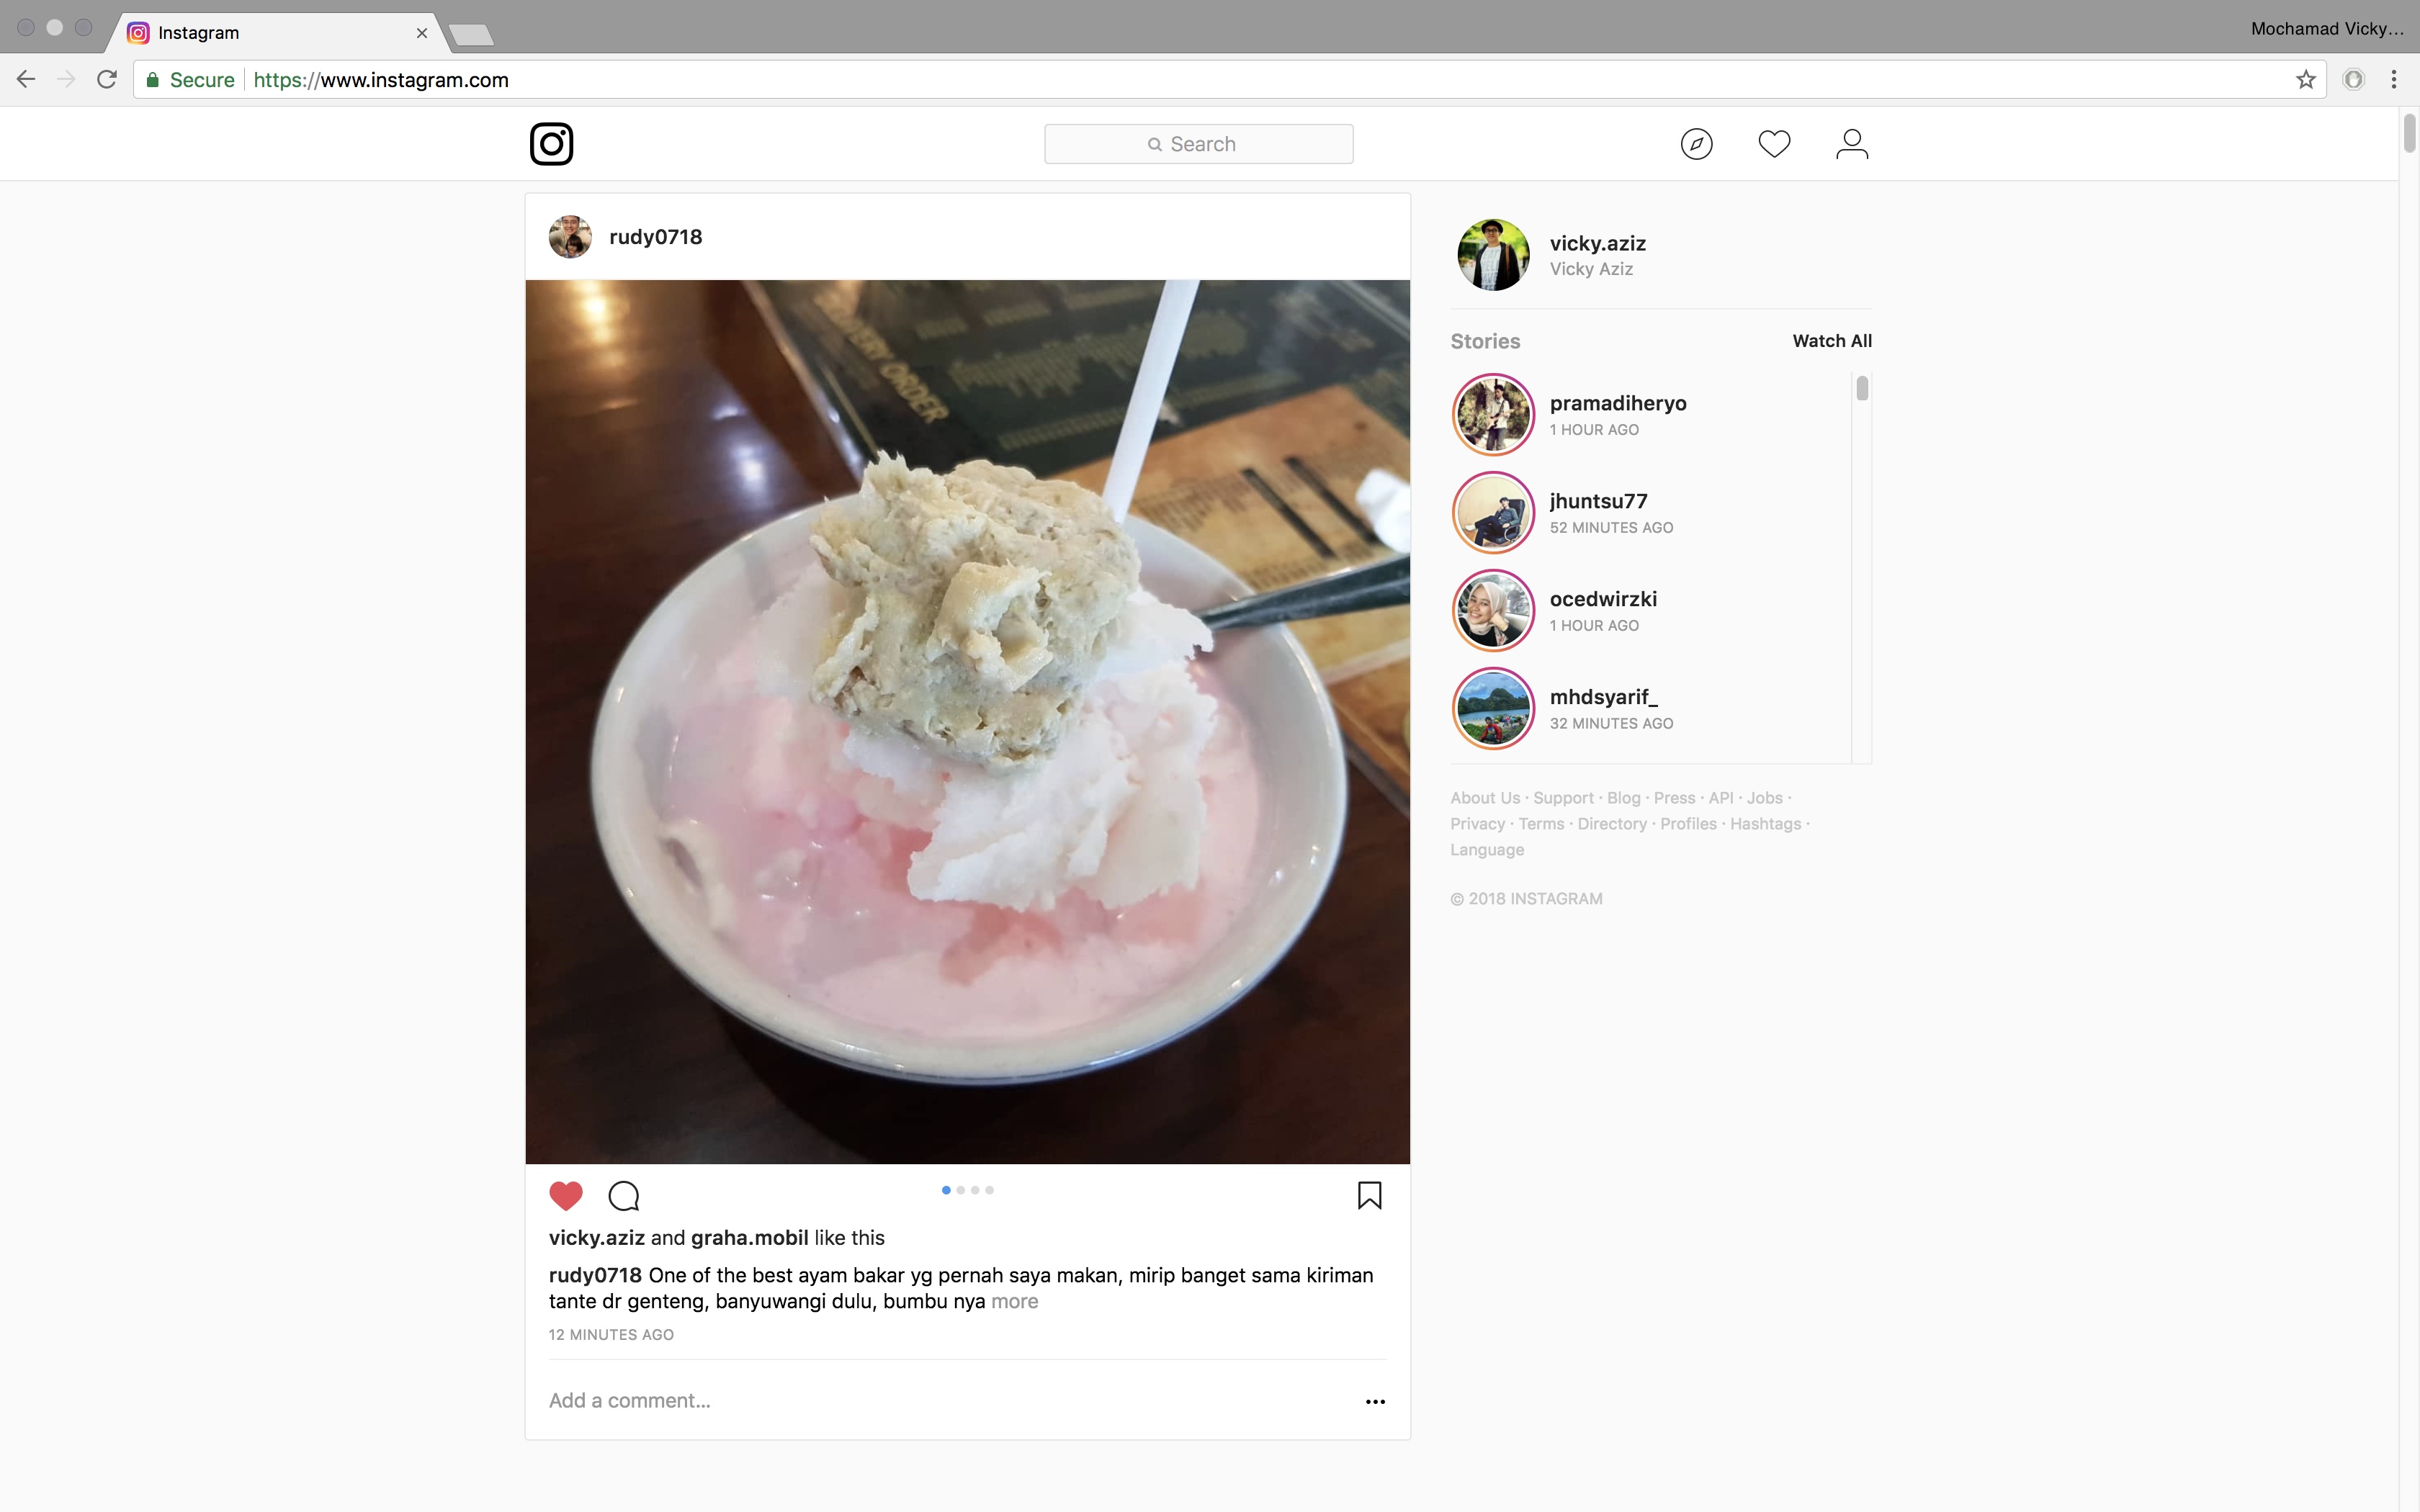 Instagram
Mochamad Vicky...
Secure https://www.instagram.com
Search
rudy0718
DELIVERY ORDER
vicky.aziz
Vicky Aziz
Stories
Watch All
pramadiheryo
1 HOUR AGO
jhuntsu77
52 MINUTES AGO
ocedwirzki
1 HOUR AGO
mhdsyarif_
32 MINUTES AGO
About Us · Support · Blog · Press · API · Jobs ·
Privacy · Terms · Directory · Profiles · Hashtags ·
Language
© 2018 INSTAGRAM
vicky.aziz and graha.mobil like this
rudy0718 One of the best ayam bakar yg pernah saya makan, mirip banget sama kiriman
tante dr genteng, banyuwangi dulu, bumbu nya more
12 MINUTES AGO
Add a comment...